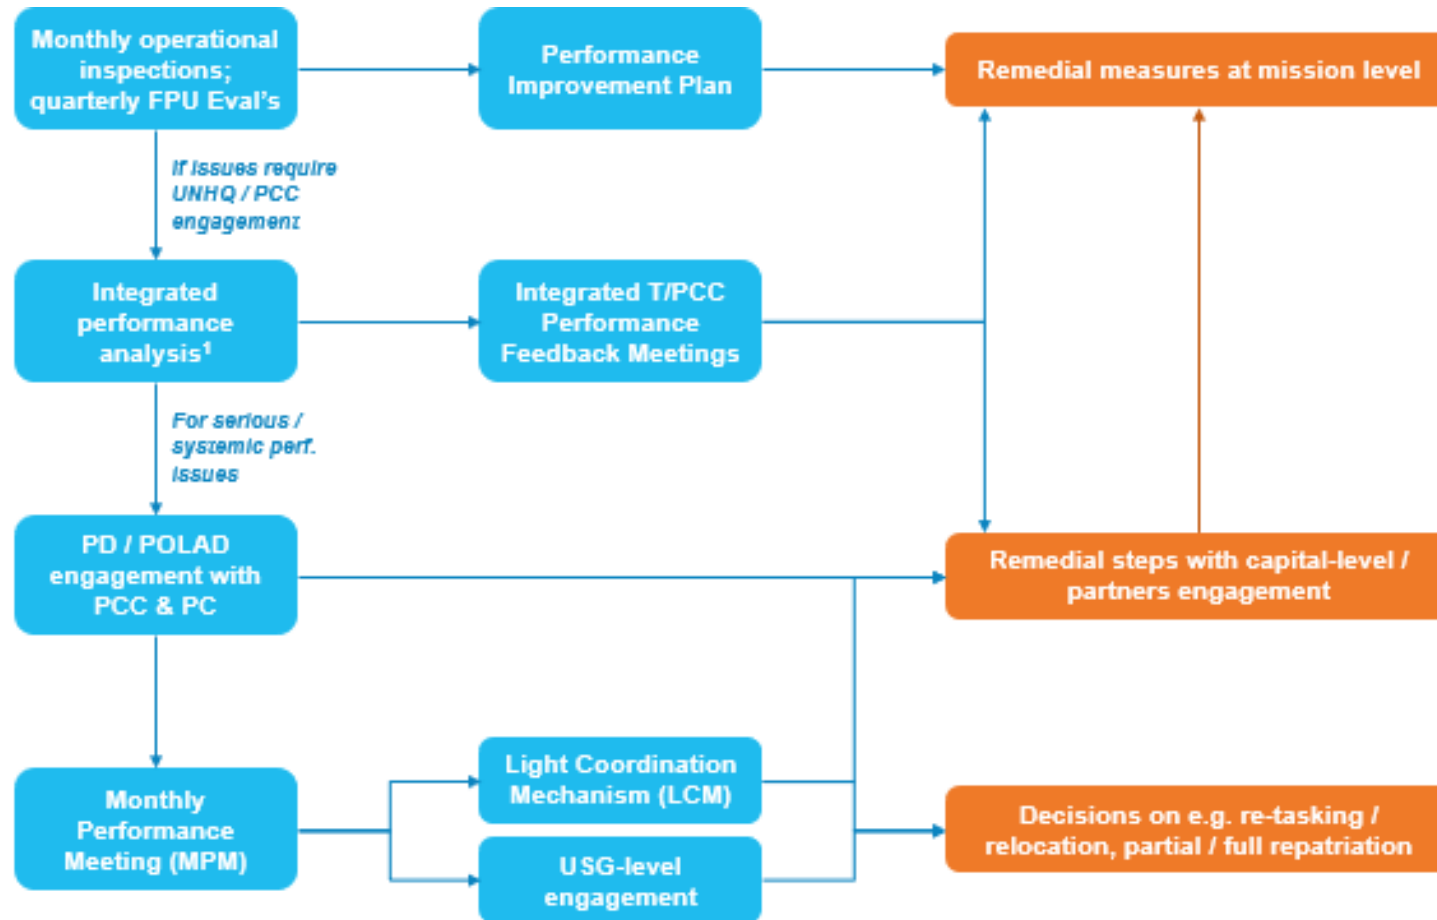 Monthly operational
inspections;
quarterly FPU Eval's
Performance
Improvement Plan
Remedial measures at mission level
If issues require
UNHQ / PCC
engagement
Integrated
performance
analysis¹
Integrated T/PCC
Performance
Feedback Meetings
For serious /
systemic perf.
issues
PD / POLAD
engagement with
PCC & PC
Remedial steps with capital-level /
partners engagement
Monthly
Performance
Meeting (MPM)
Light Coordination
Mechanism (LCM)
USG-level
engagement
Decisions on e.g. re-tasking /
relocation, partial / full repatriation